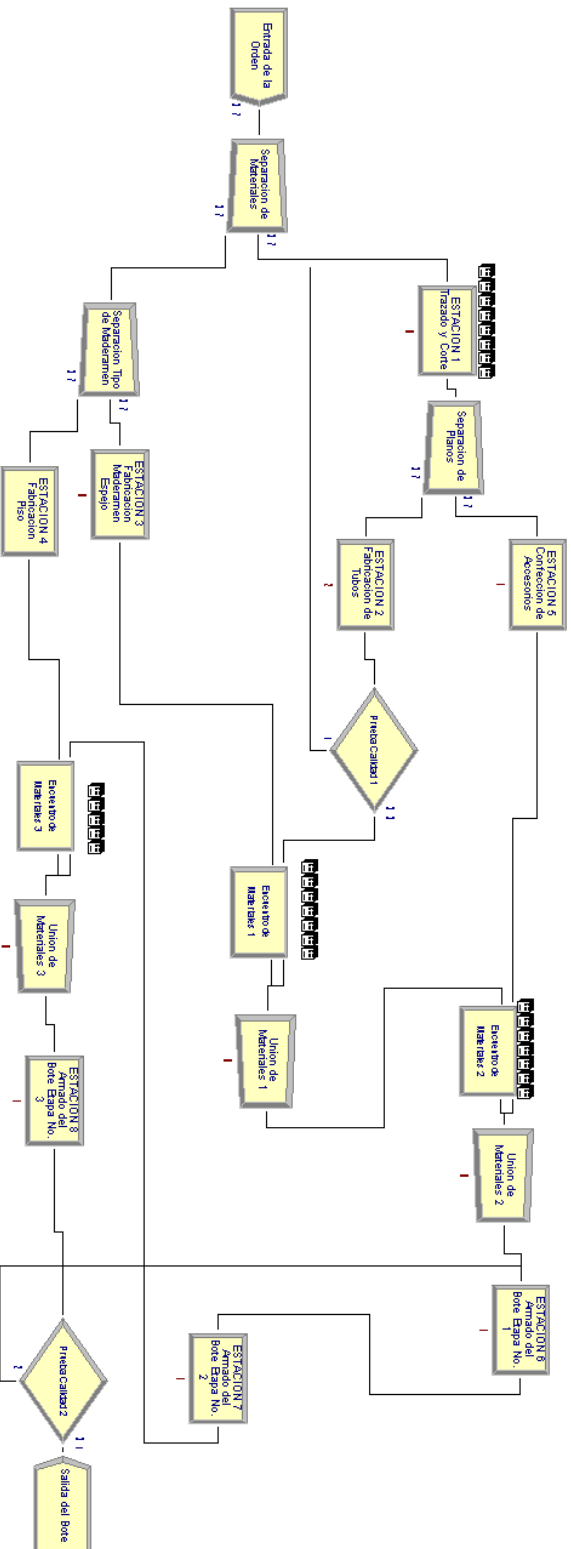 Entrada de la
Orden
Separacion de
Materiales
ESTACION 1
Trazado y Corte
Separacion de
Planos
ESTACION 5
Confeccion de
Accesorios
ESTACION 2
Fabricacion de
Tubos
Prueba Calidad 1
Separacion Tipo
de Maderamen
ESTACION 3
Fabricacion
Maderamen
Espejo
ESTACION 4
Fabricacion
Piso
Encuentro de
Materiales 1
Union de
Materiales 1
Encuentro de
Materiales 2
Union de
Materiales 2
ESTACION 6
Armado del
Bote Etapa No.
1
ESTACION 7
Armado del
Bote Etapa No.
2
Encuentro de
Materiales 3
Union de
Materiales 3
ESTACION 8
Armado del
Bote Etapa No.
3
Prueba Calidad 2
Salida del Bote